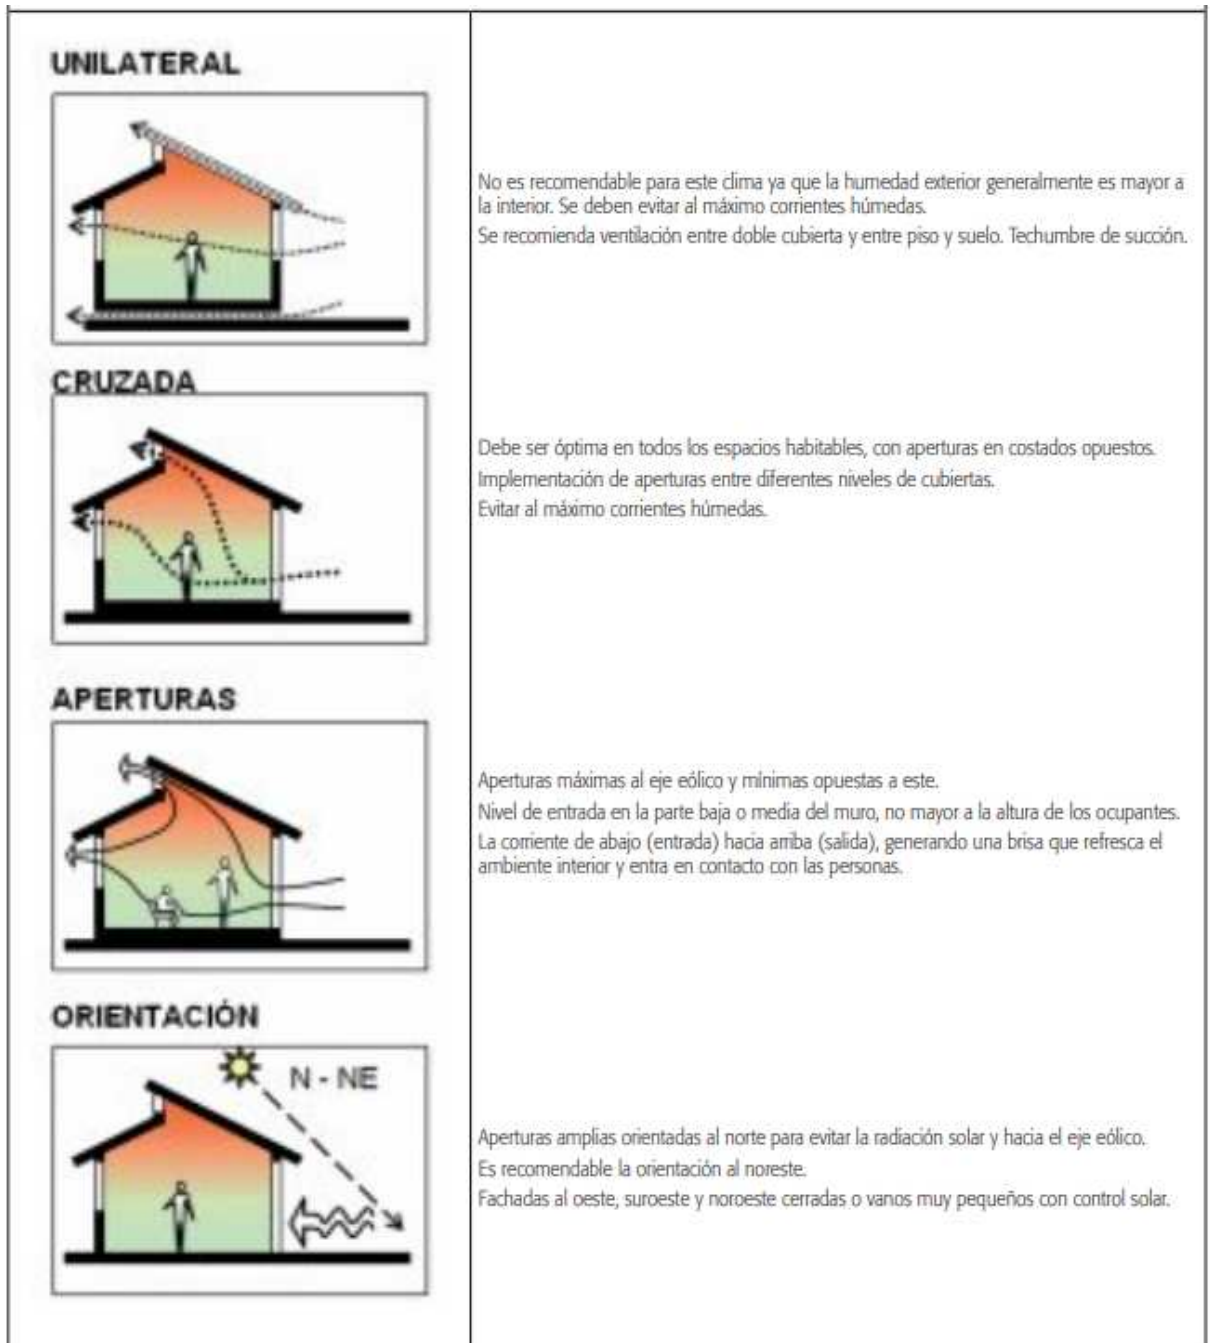 UNILATERAL
No es recomendable para este clima ya que la humedad exterior generalmente es mayor a
la interior. Se deben evitar al máximo corrientes húmedas.
Se recomienda ventilación entre doble cubierta y entre piso y suelo. Techumbre de succión.
CRUZADA
Debe ser óptima en todos los espacios habitables, con aperturas en costados opuestos.
Implementación de aperturas entre diferentes niveles de cubiertas.
Evitar al máximo corrientes húmedas.
APERTURAS
Aperturas máximas al eje eólico y mínimas opuestas a este.
Nivel de entrada en la parte baja o media del muro, no mayor a la altura de los ocupantes.
La corriente de abajo (entrada) hacia arriba (salida), generando una brisa que refresca el
ambiente interior y entra en contacto con las personas.
ORIENTACIÓN
N - NE
Aperturas amplias orientadas al norte para evitar la radiación solar y hacia el eje eólico.
Es recomendable la orientación al noreste.
Fachadas al oeste, suroeste y noroeste cerradas o vanos muy pequeños con control solar.